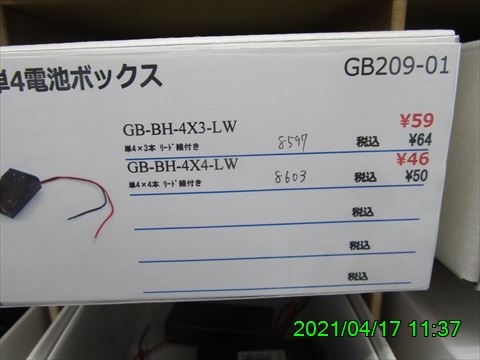 単4電池ボックス
GB209-01
GB-BH-4X3-LW
¥59
単4×3本 リード線付き 8597 税込 ¥64
GB-BH-4X4-LW
¥46
単4×4本 リード線付き 8603 税込 ¥50
税込
税込
税込
2021/04/17 11:37